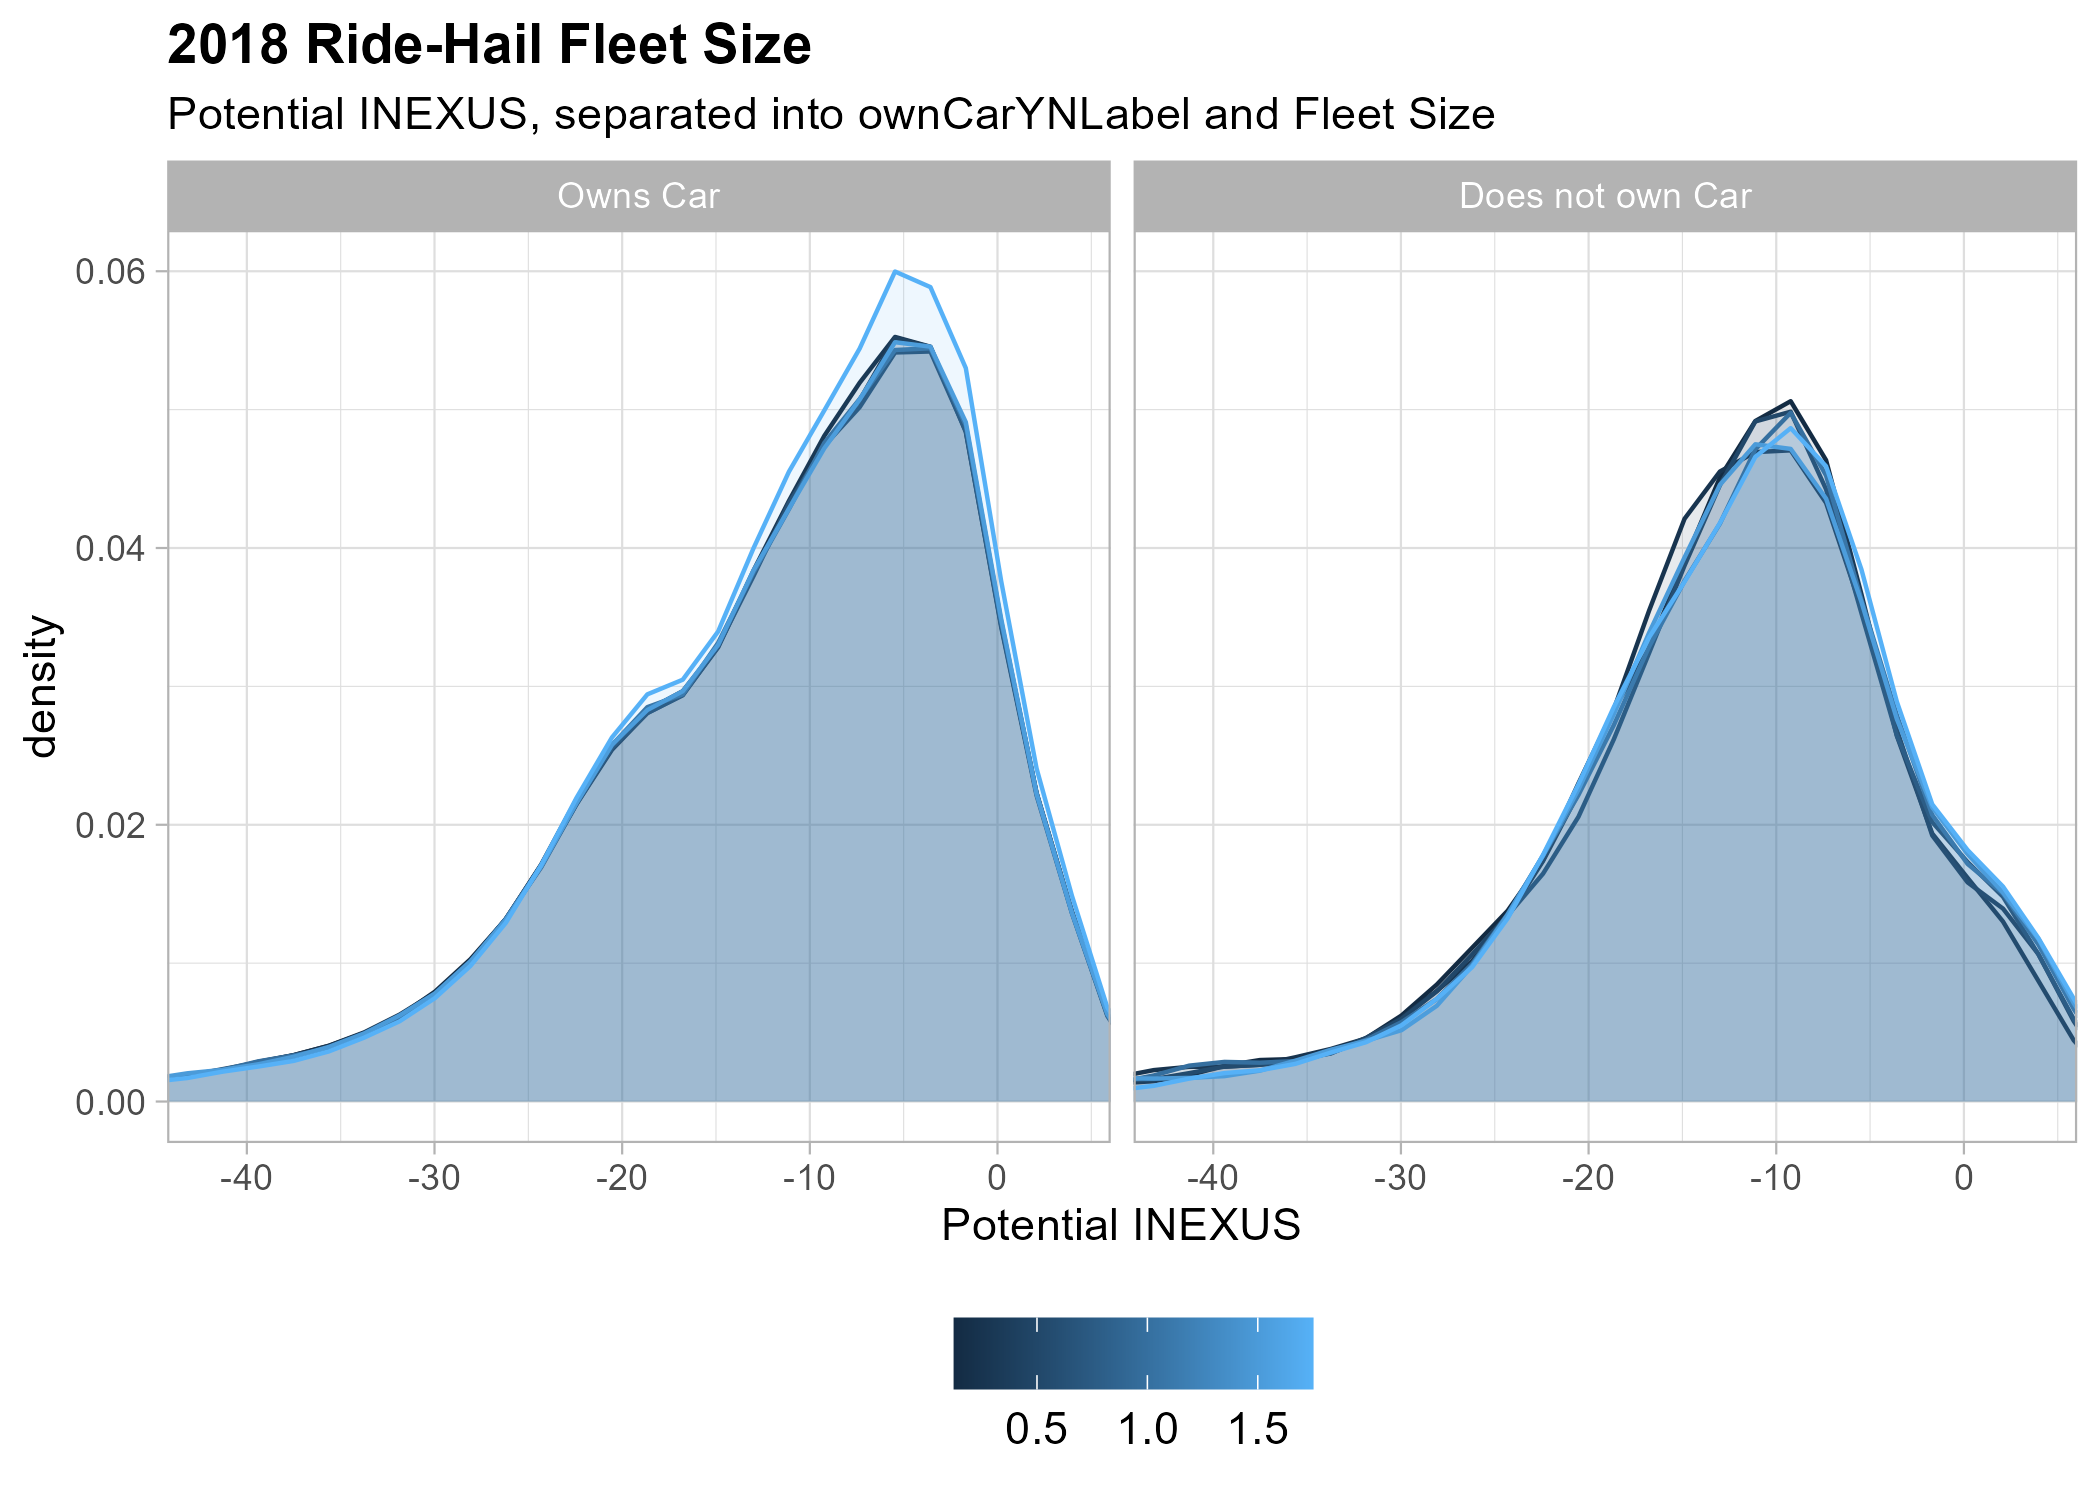 2018 Ride-Hail Fleet Size
Potential INEXUS, separated into ownCarYNLabel and Fleet Size
Owns Car
Does not own Car
0.06
0.04
0.02
0.00
density
-40 -30 -20 -10 0
-40 -30 -20 -10 0
Potential INEXUS
0.5 1.0 1.5